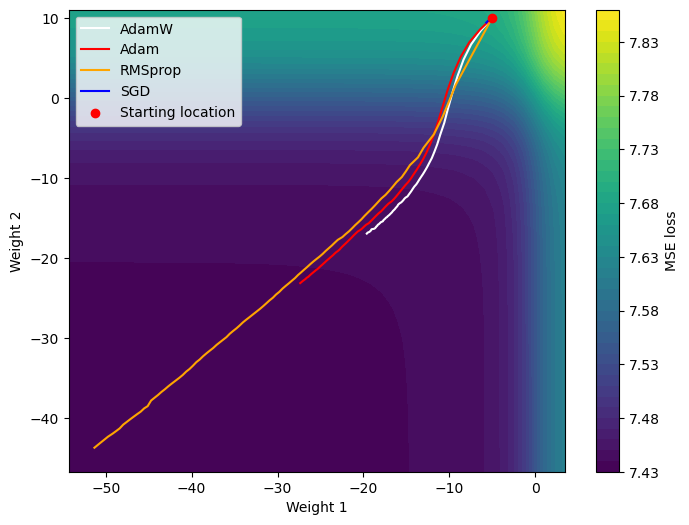 AdamW
Adam
RMSprop
SGD
Starting location
10
0
−10
−20
−30
−40
Weight 2
−50
−40
−30
−20
−10
0
Weight 1
7.83
7.78
7.73
7.68
7.63
7.58
7.53
7.48
7.43
MSE loss